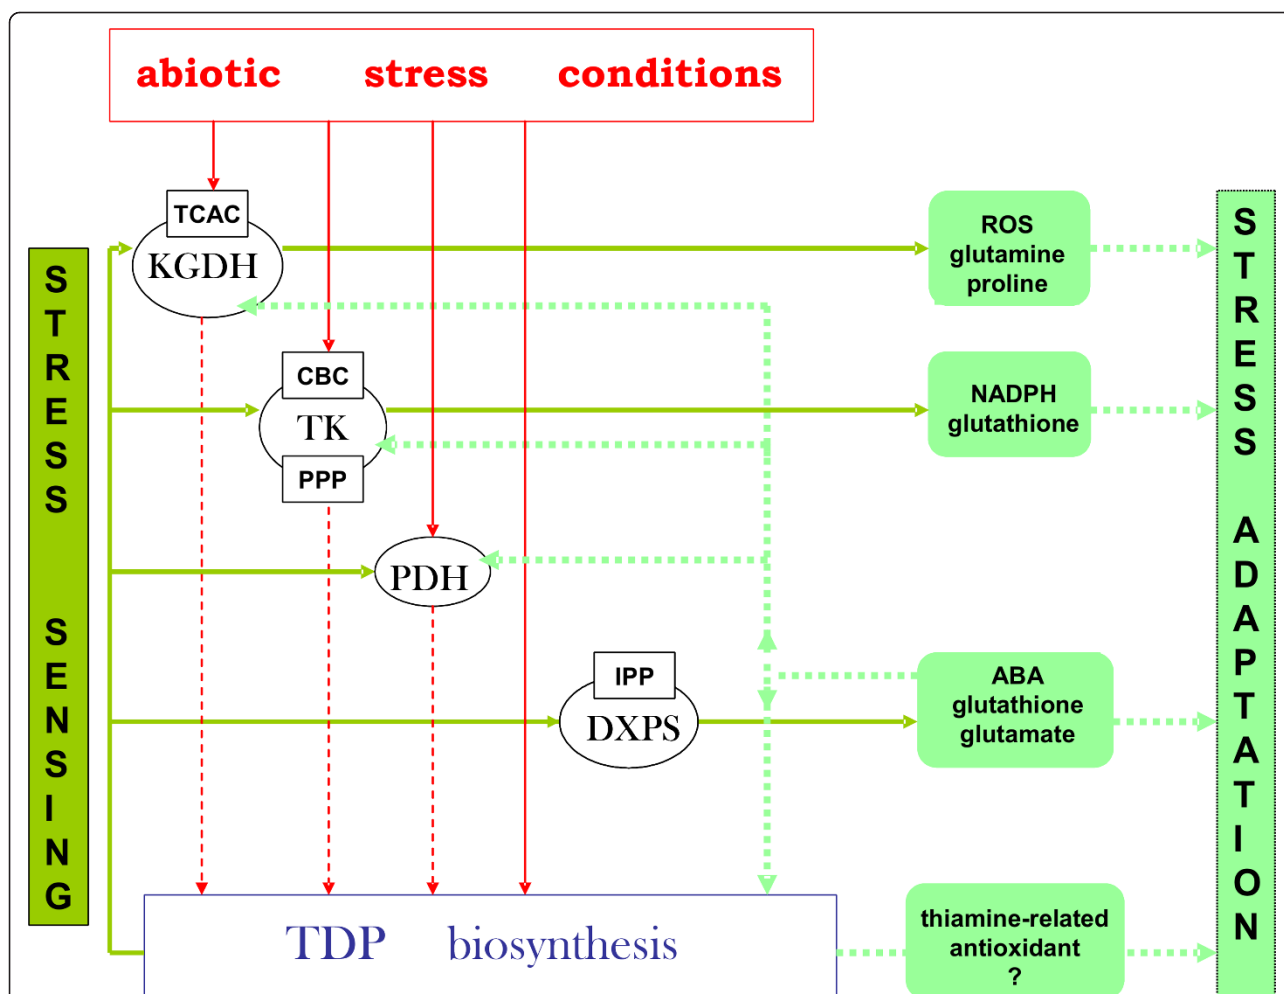 abiotic stress conditions
TCAC
KGDH
ROS
glutamine
proline
CBC
TK
PPP
NADPH
glutathione
PDH
IPP
DXPS
ABA
glutathione
glutamate
TDP biosynthesis
thiamine-related
antioxidant
?
STRESS SENSING
STRESS ADAPTATION